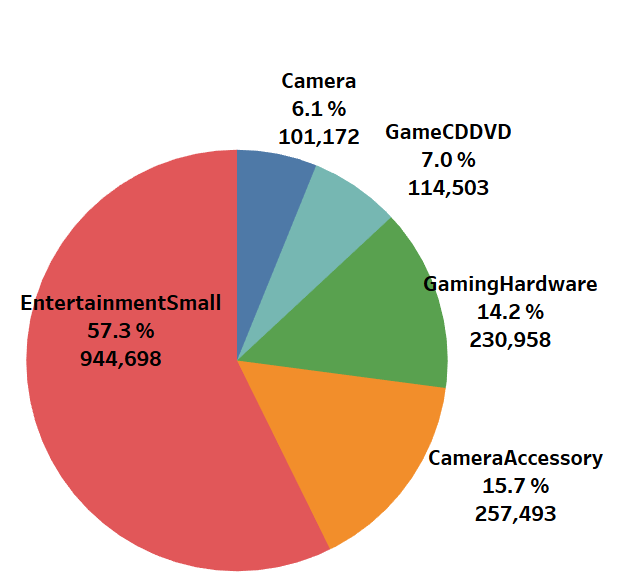 Camera
6.1 %
101,172
GameCDDVD
7.0 %
114,503
GamingHardware
14.2 %
230,958
EntertainmentSmall
57.3 %
944,698
CameraAccessory
15.7 %
257,493